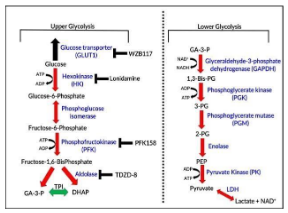 Upper Glycolysis
Glucose transporter
(GLUT1)
WZB117
Glucose
ATP
ADP
Hexokinase
(HK)
Lonidamine
Glucose-6-Phosphate
Phosphoglucose
isomerase
Fructose-6-Phosphate
ATP
ADP
Phosphofructokinase
(PFK)
PFK158
Fructose-1,6-BisPhosphate
Aldolase
TDZD-8
TPI
GA-3-P
DHAP
Lower Glycolysis
GA-3-P
NAD⁺
NADH
Glyceraldehyde-3-phosphate
dehydrogenase (GAPDH)
1,3-Bis-PG
ADP
ATP
Phosphoglycerate kinase
(PGK)
3-PG
Phosphoglycerate mutase
(PGM)
2-PG
Enolase
PEP
ADP
ATP
Pyruvate Kinase (PK)
Pyruvate
LDH
Lactate + NAD⁺